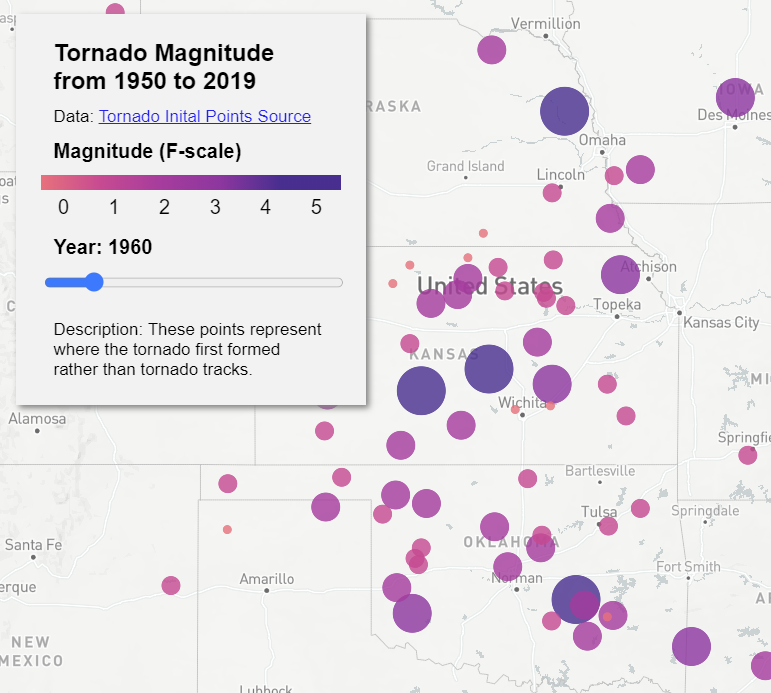 Tornado Magnitude
from 1950 to 2019
Data: Tornado Inital Points Source
Magnitude (F-scale)
0 1 2 3 4 5
Year: 1960
Description: These points represent
where the tornado first formed
rather than tornado tracks.
Vermillion
RASKA
IOWA
Des Moines
Omaha
Grand Island
Lincoln
United States
Atchison
Topeka
Kansas City
KANSAS
Wichita
Alamosa
Springfie
Bartlesville
Tulsa
Springdale
OKLAHOMA
Santa Fe
erque
Amarillo
Norman
Fort Smith
NEW
MEXICO
Lubbock